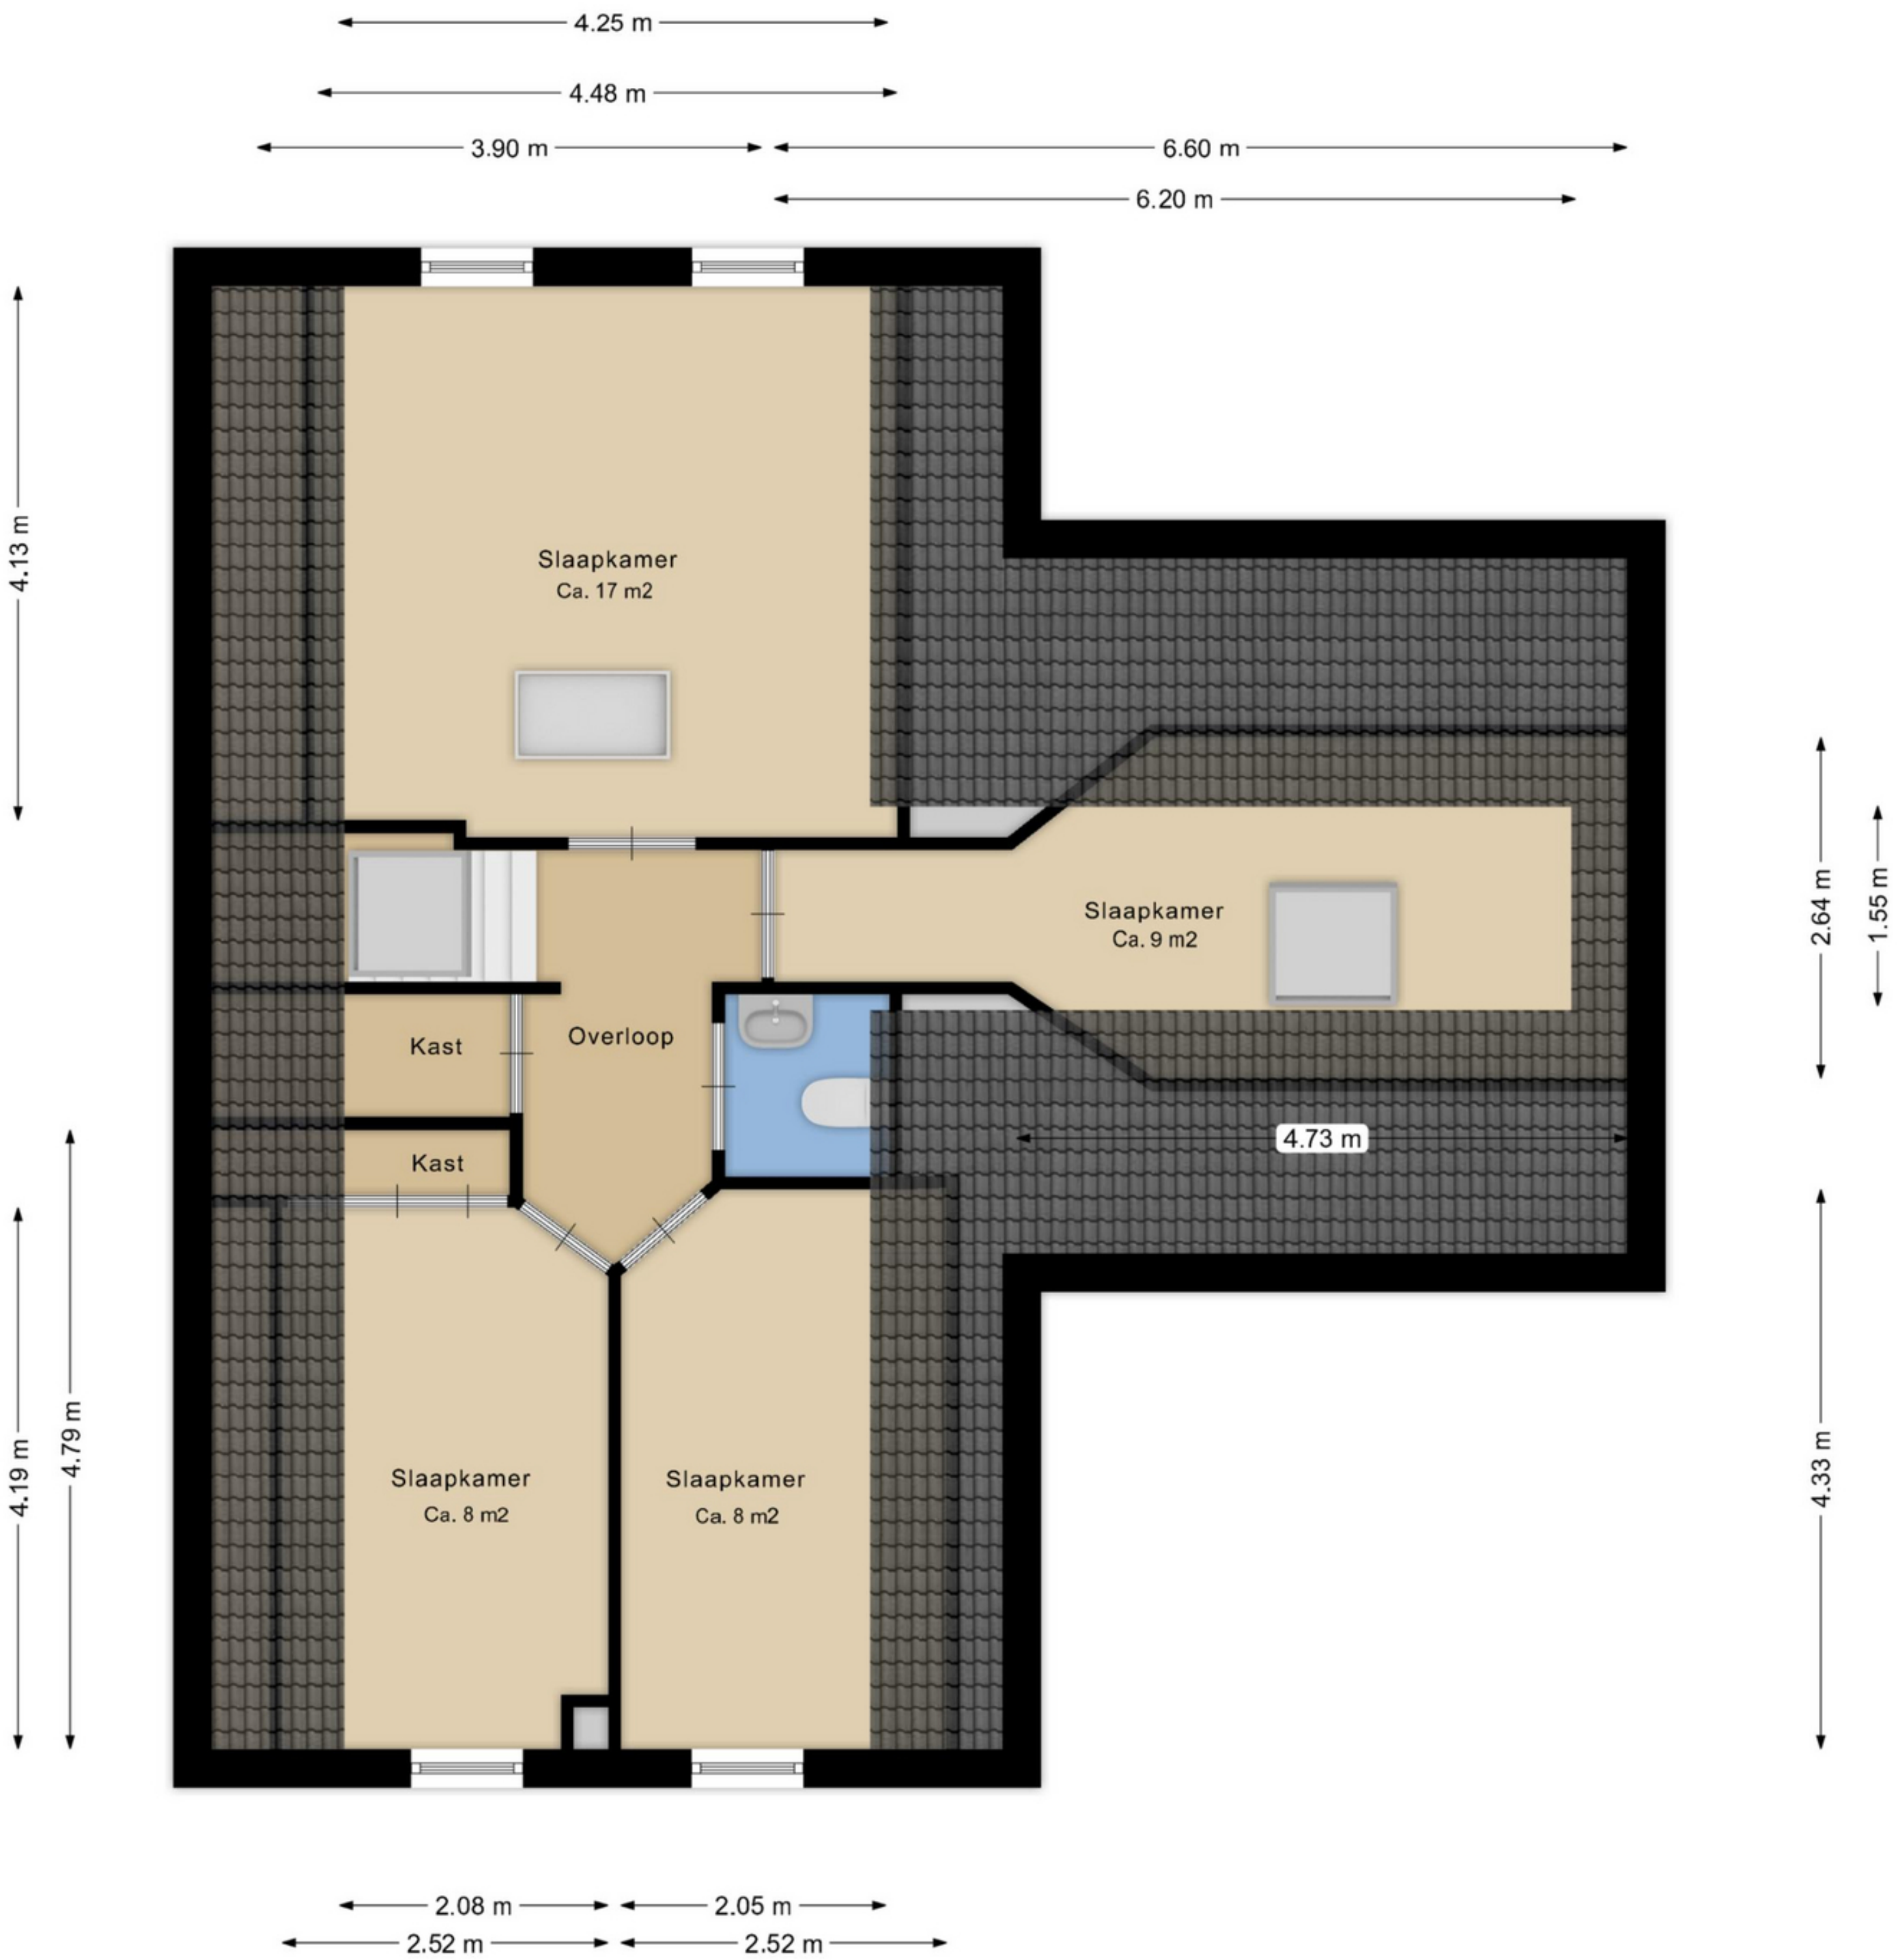 4.25 m
4.48 m
3.90 m
6.60 m
6.20 m
4.13 m
Slaapkamer
Ca. 17 m2
Slaapkamer
Ca. 9 m2
2.64 m
1.55 m
Kast
Overloop
Kast
4.73 m
4.19 m
4.79 m
Slaapkamer
Ca. 8 m2
Slaapkamer
Ca. 8 m2
4.33 m
2.08 m
2.05 m
2.52 m
2.52 m